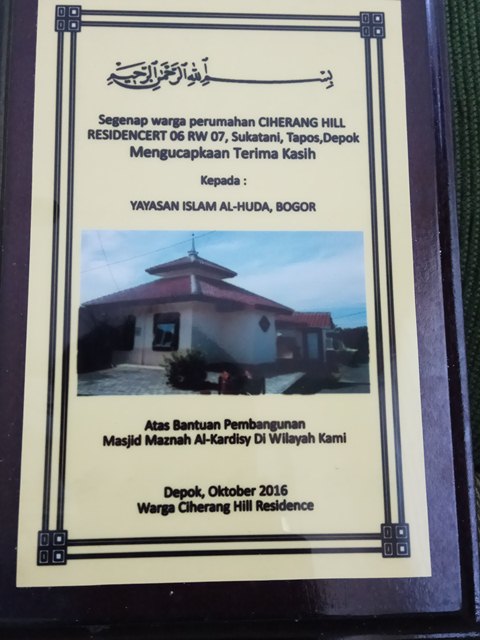 بسم الله الرحمن الرحيم
Segenap warga perumahan CIHERANG HILL
RESIDENCERT 06 RW 07, Sukatani, Tapos,Depok
Mengucapkaan Terima Kasih
Kepada :
YAYASAN ISLAM AL-HUDA, BOGOR
Atas Bantuan Pembangunan
Masjid Maznah Al-Kardisy Di Wilayah Kami
Depok, Oktober 2016
Warga Ciherang Hill Residence